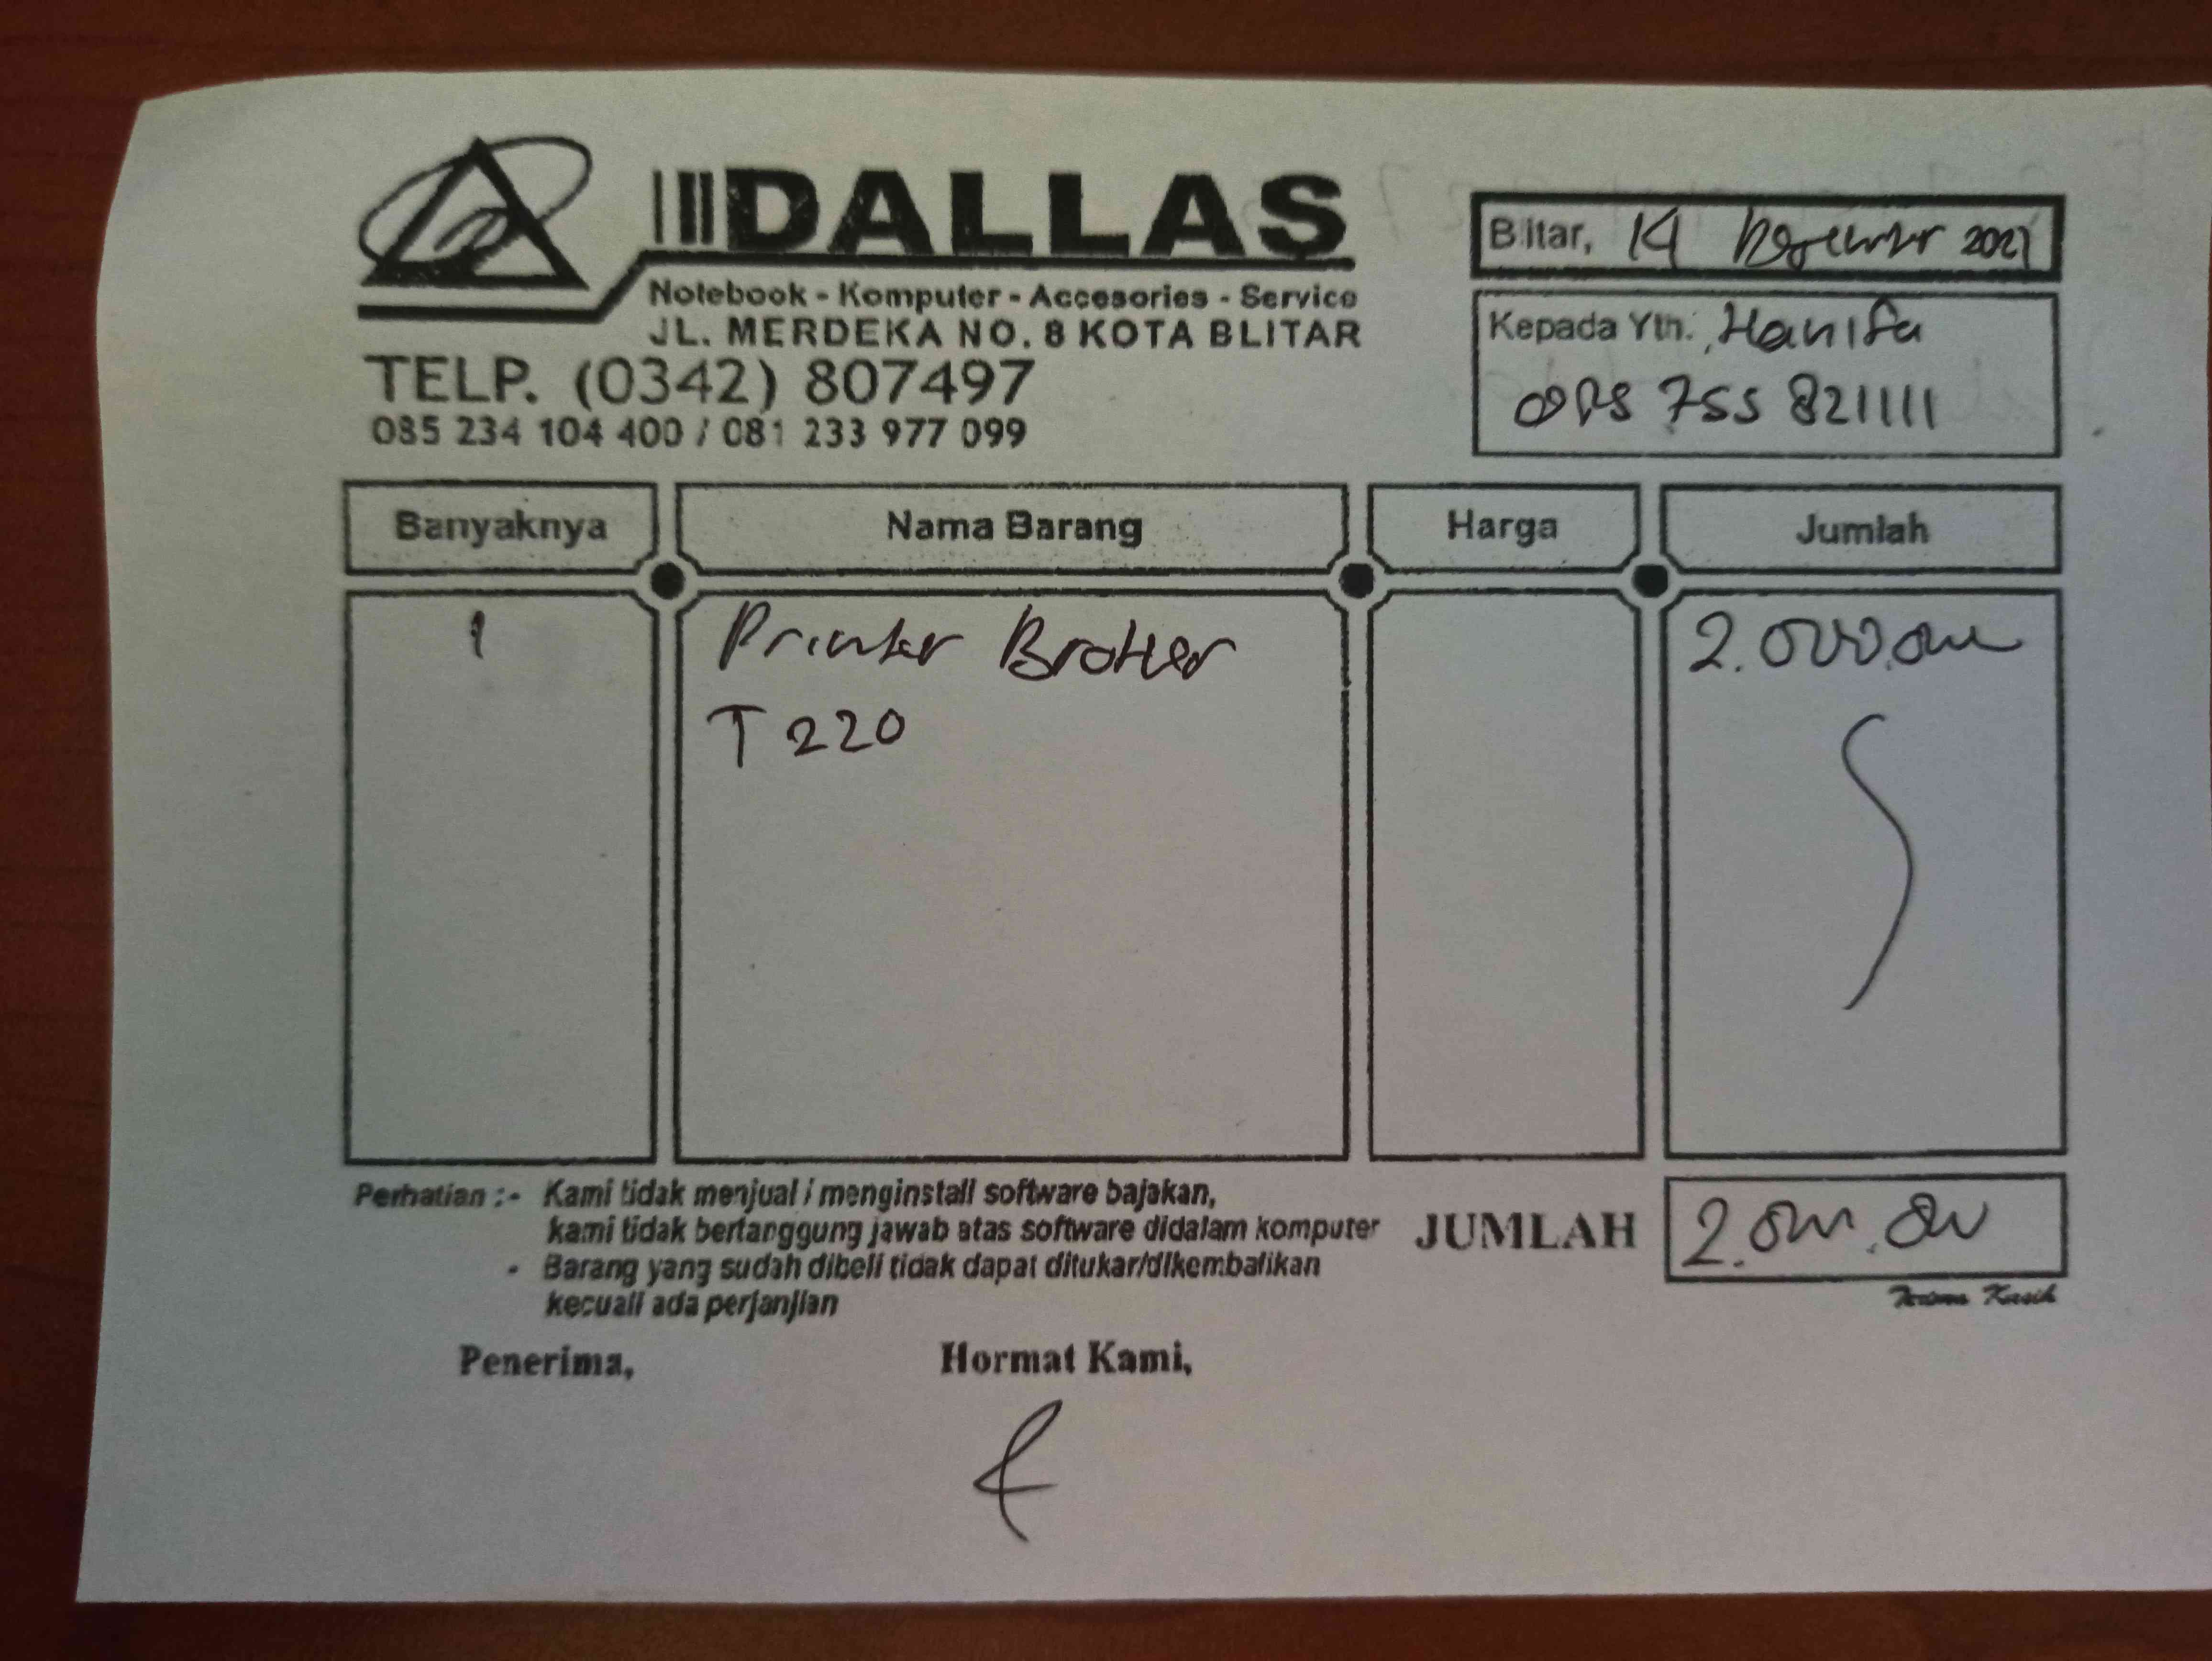 DALLAS
Notebook - Komputer - Accesories - Service
JL. MERDEKA NO. 8 KOTA BLITAR
TELP. (0342) 807497
085 234 104 400 / 081 233 977 099
Blitar, 14 Desember 2021
Kepada Yth. Hanifa
755 821111
Banyaknya Nama Barang Harga Jumlah
1 Printer Brother 2.000.000
T 220
Perhatian :- Kami tidak menjual / menginstall software bajakan,
kami tidak bertanggung jawab atas software didalam komputer
- Barang yang sudah dibeli tidak dapat ditukar/dikembalikan
kecuali ada perjanjian
JUMLAH 2.000.000
Terima Kasih
Penerima, Hormat Kami,